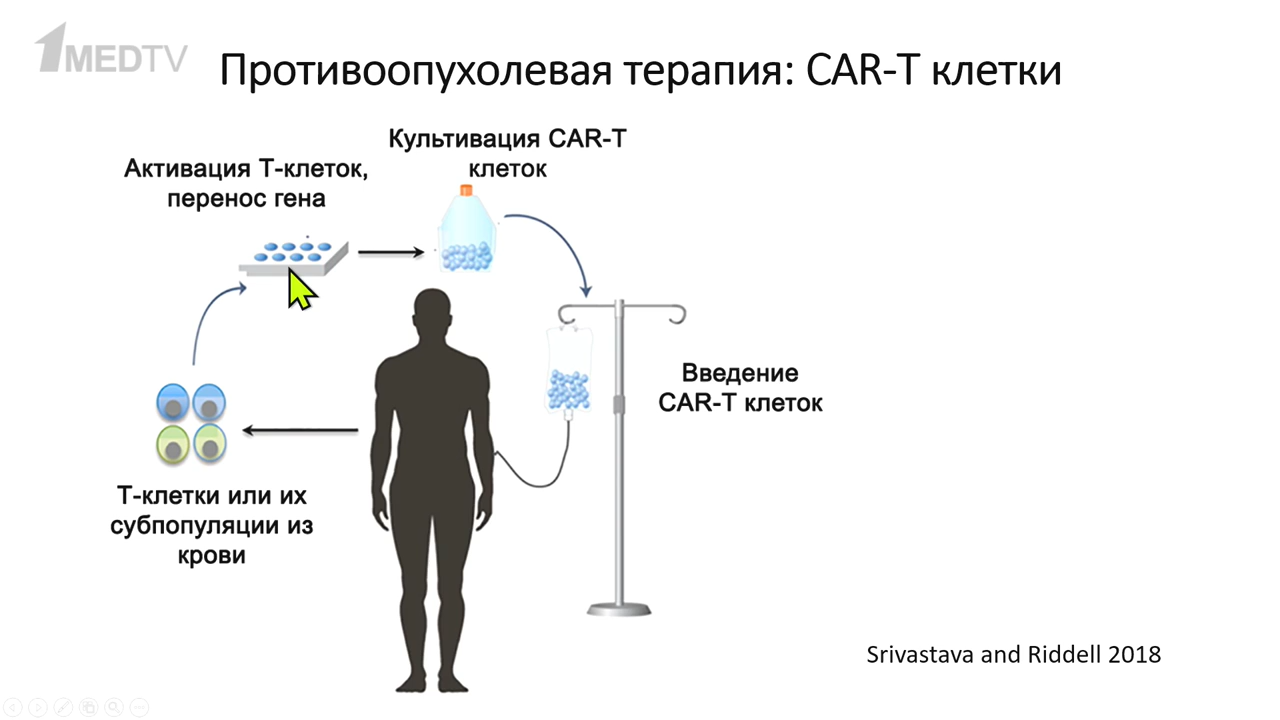 1MEDTV
Противоопухолевая терапия: CAR-T клетки
Культивация CAR-T
клеток
Активация Т-клеток,
перенос гена
Введение
CAR-T клеток
Т-клетки или их
субпопуляции из
крови
Srivastava and Riddell 2018